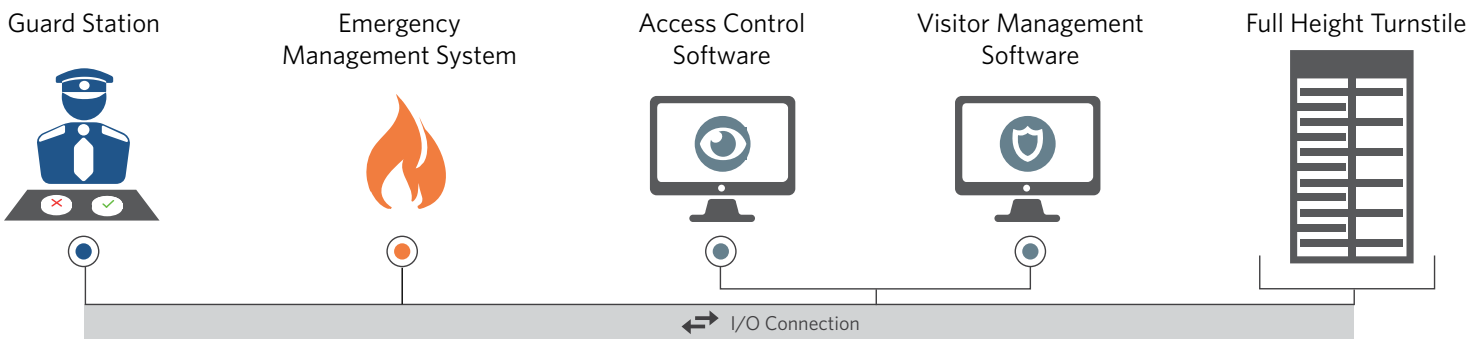 Guard Station
Emergency
Management System
Access Control
Software
Visitor Management
Software
Full Height Turnstile
I/O Connection